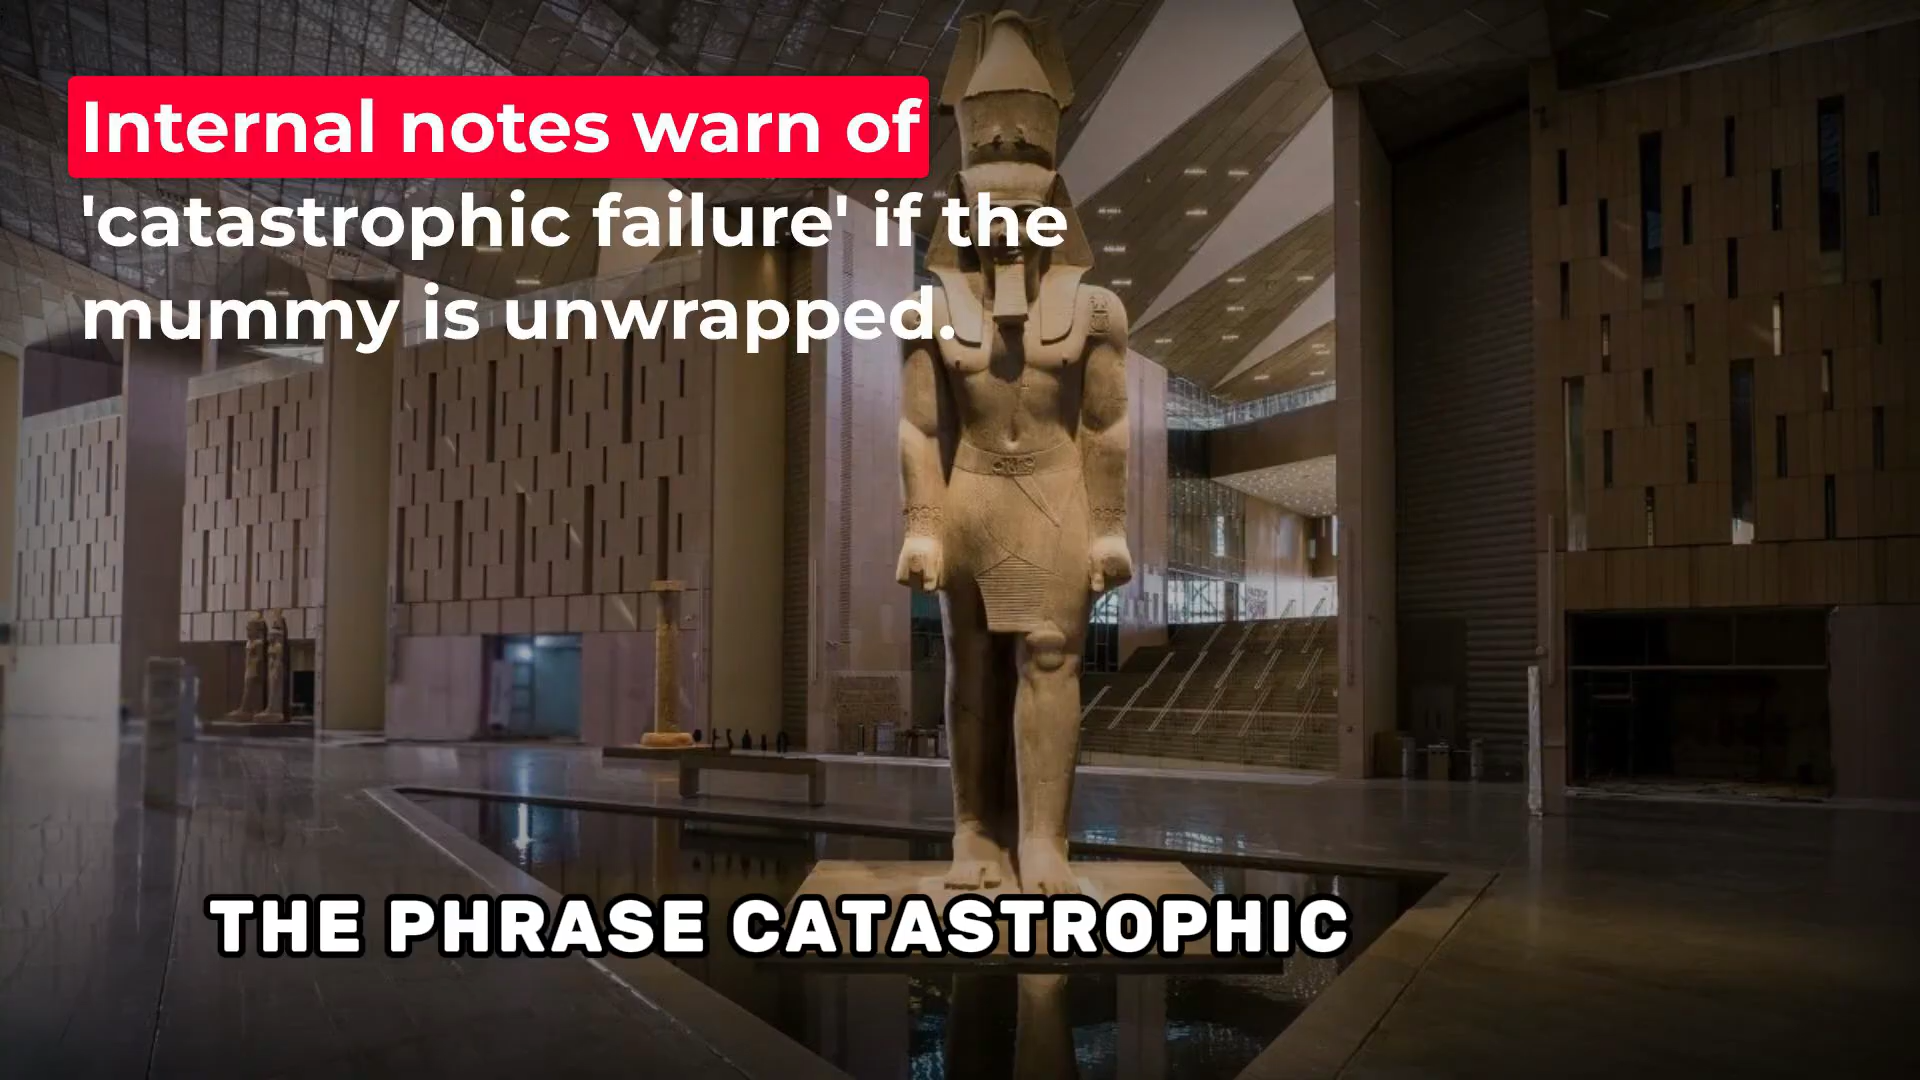 Internal notes warn of
'catastrophic failure' if the
mummy is unwrapped.
THE PHRASE CATASTROPHIC